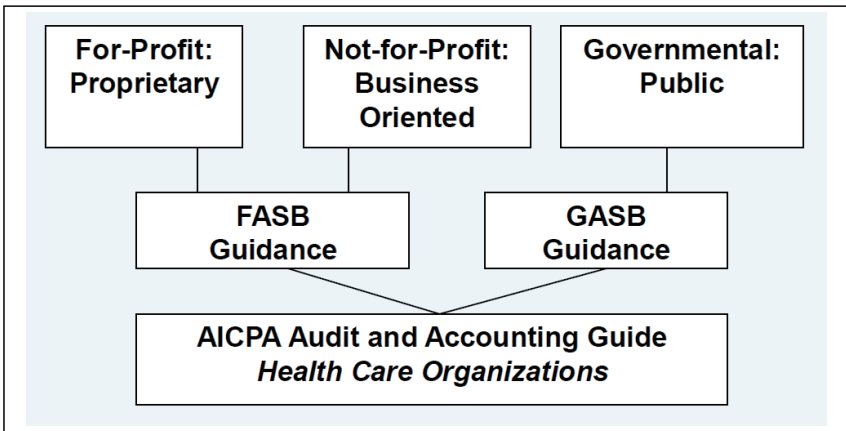 For-Profit:
Proprietary
Not-for-Profit:
Business
Oriented
Governmental:
Public
FASB
Guidance
GASB
Guidance
AICPA Audit and Accounting Guide
Health Care Organizations